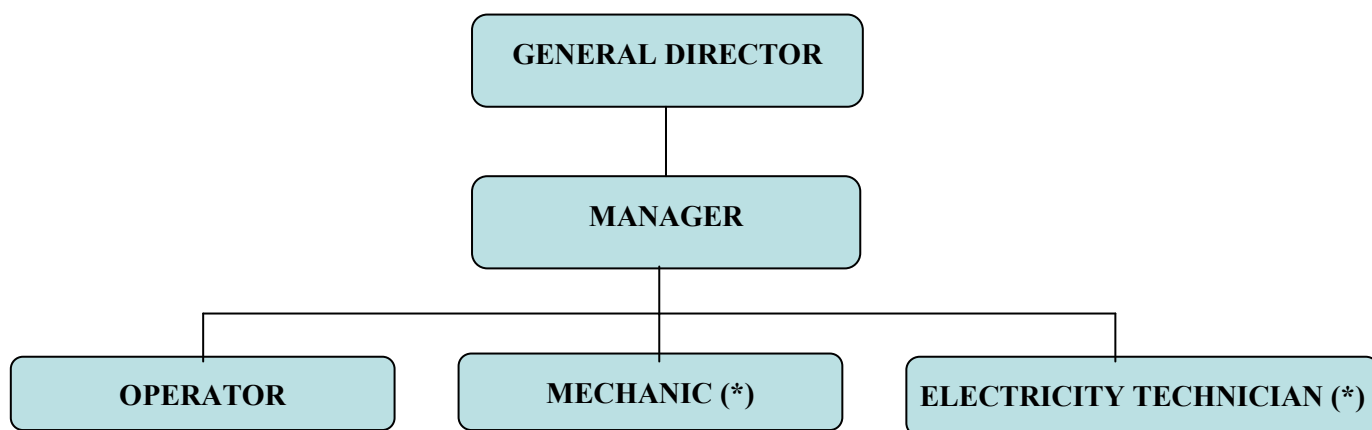 GENERAL DIRECTOR
MANAGER
OPERATOR
MECHANIC (*)
ELECTRICITY TECHNICIAN (*)